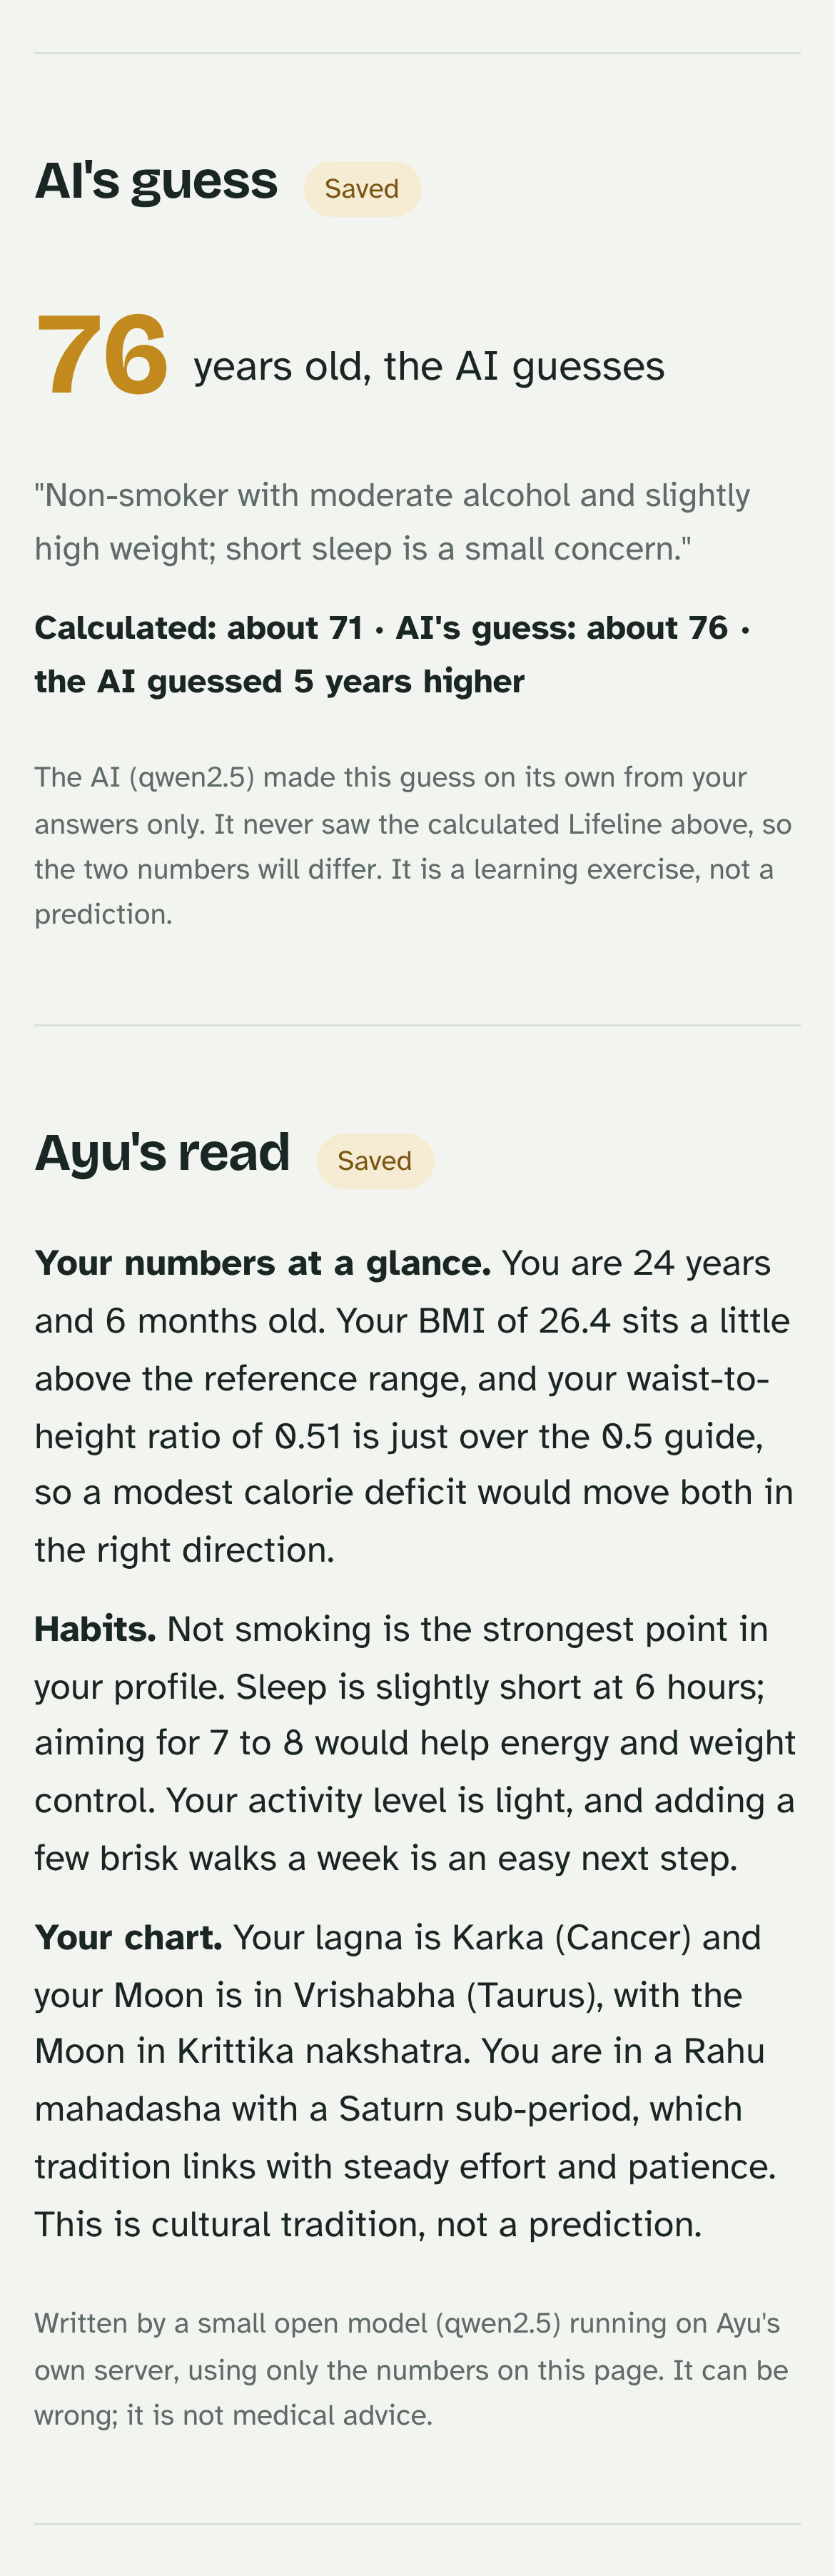 AI's guess Saved
76 years old, the AI guesses
"Non-smoker with moderate alcohol and slightly
high weight; short sleep is a small concern."
Calculated: about 71 · AI's guess: about 76 ·
the AI guessed 5 years higher
The AI (qwen2.5) made this guess on its own from your
answers only. It never saw the calculated Lifeline above, so
the two numbers will differ. It is a learning exercise, not a
prediction.
Ayu's read Saved
Your numbers at a glance. You are 24 years
and 6 months old. Your BMI of 26.4 sits a little
above the reference range, and your waist-to-
height ratio of 0.51 is just over the 0.5 guide,
so a modest calorie deficit would move both in
the right direction.
Habits. Not smoking is the strongest point in
your profile. Sleep is slightly short at 6 hours;
aiming for 7 to 8 would help energy and weight
control. Your activity level is light, and adding a
few brisk walks a week is an easy next step.
Your chart. Your lagna is Karka (Cancer) and
your Moon is in Vrishabha (Taurus), with the
Moon in Krittika nakshatra. You are in a Rahu
mahadasha with a Saturn sub-period, which
tradition links with steady effort and patience.
This is cultural tradition, not a prediction.
Written by a small open model (qwen2.5) running on Ayu's
own server, using only the numbers on this page. It can be
wrong; it is not medical advice.